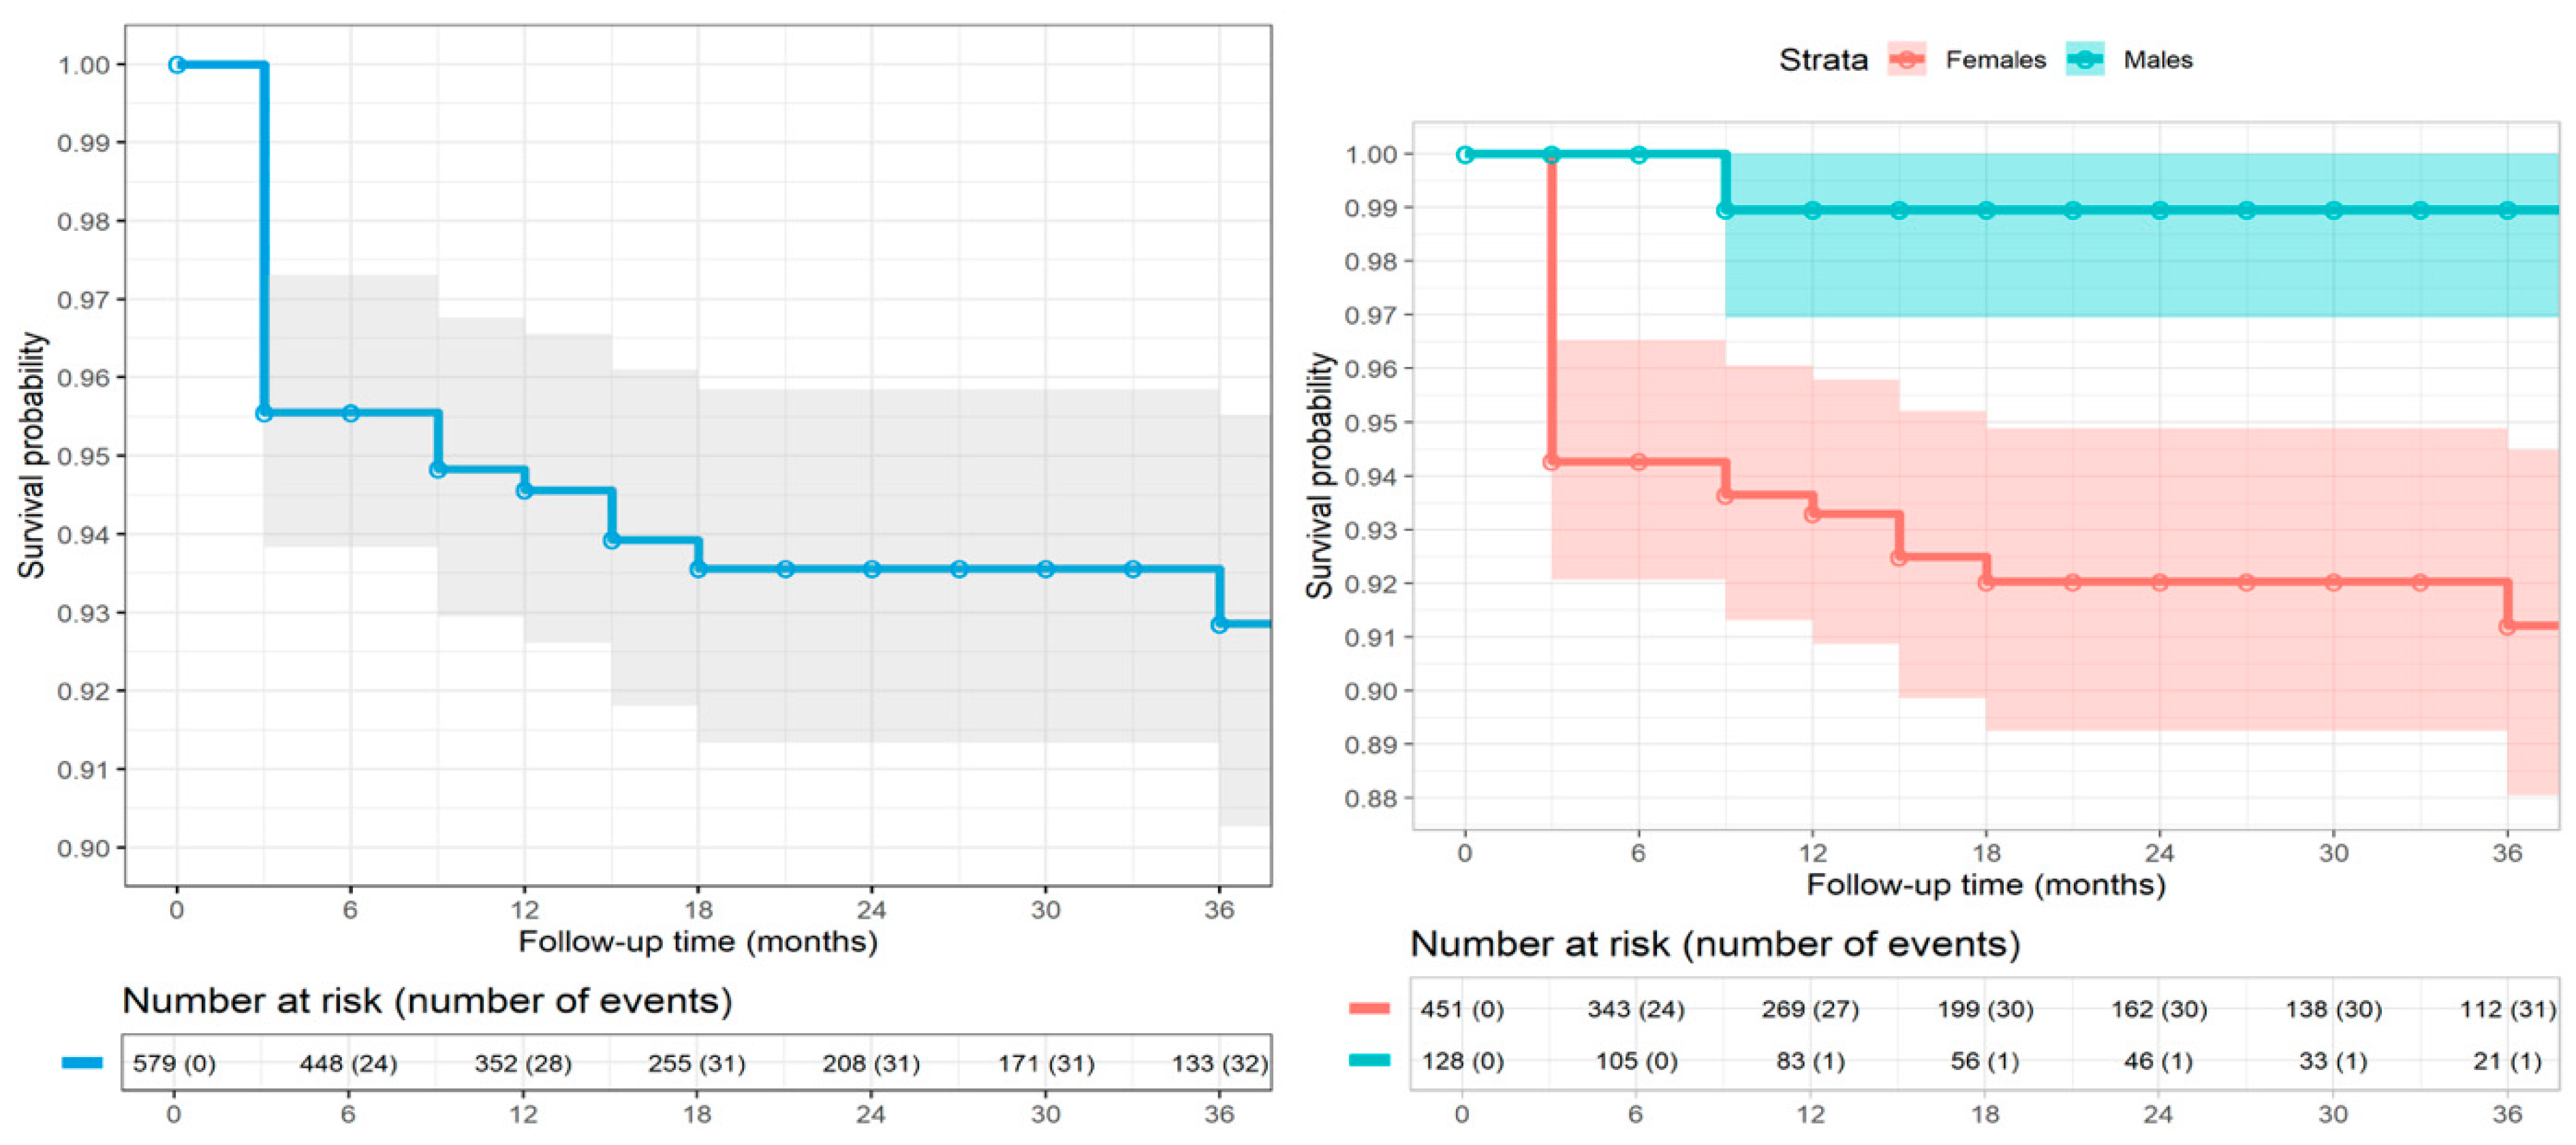 1.00
0.99
0.98
0.97
0.96
0.95
0.94
0.93
0.92
0.91
0.90
Survival probability
0 6 12 18 24 30 36
Follow-up time (months)
Number at risk (number of events)
579 (0) 448 (24) 352 (28) 255 (31) 208 (31) 171 (31) 133 (32)
0 6 12 18 24 30 36
Strata Females Males
1.00
0.99
0.98
0.97
0.96
0.95
0.94
0.93
0.92
0.91
0.90
0.89
0.88
Survival probability
0 6 12 18 24 30 36
Follow-up time (months)
Number at risk (number of events)
451 (0) 343 (24) 269 (27) 199 (30) 162 (30) 138 (30) 112 (31)
128 (0) 105 (0) 83 (1) 56 (1) 46 (1) 33 (1) 21 (1)
0 6 12 18 24 30 36